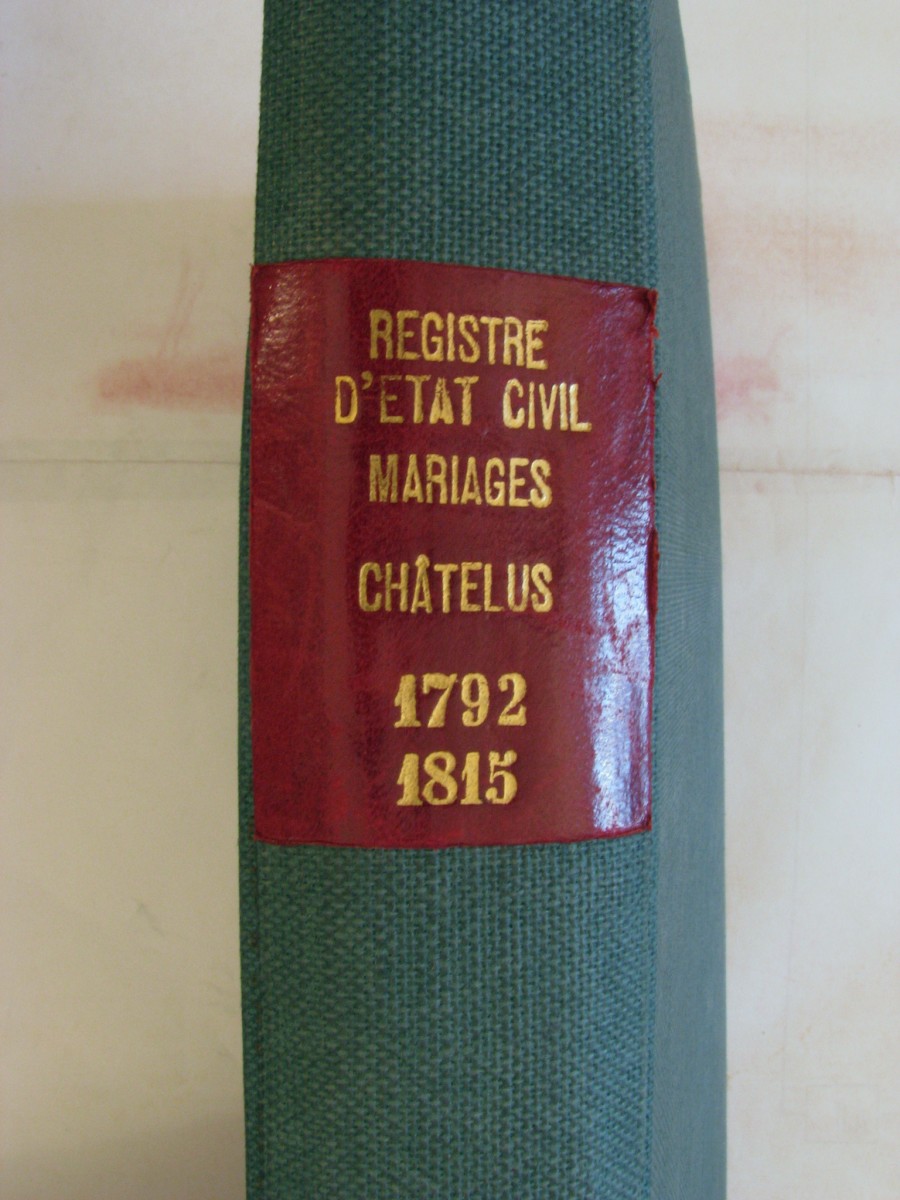 REGISTRE
D'ETAT CIVIL
MARIAGES
CHÂTELUS
1792
1815